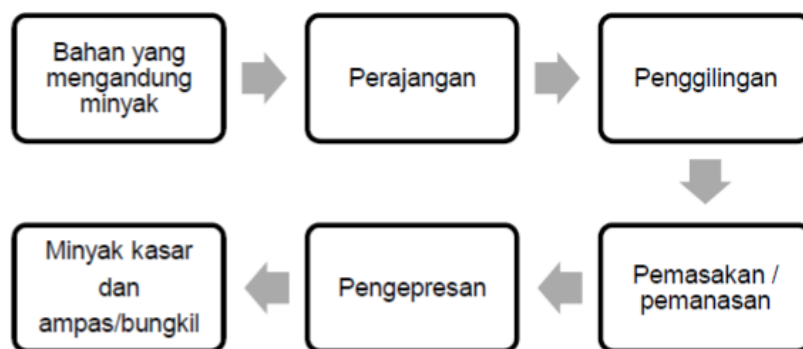 Bahan yang
mengandung
minyak
Perajangan
Penggilingan
Pemasakan /
pemanasan
Pengepresan
Minyak kasar
dan
ampas/bungkil